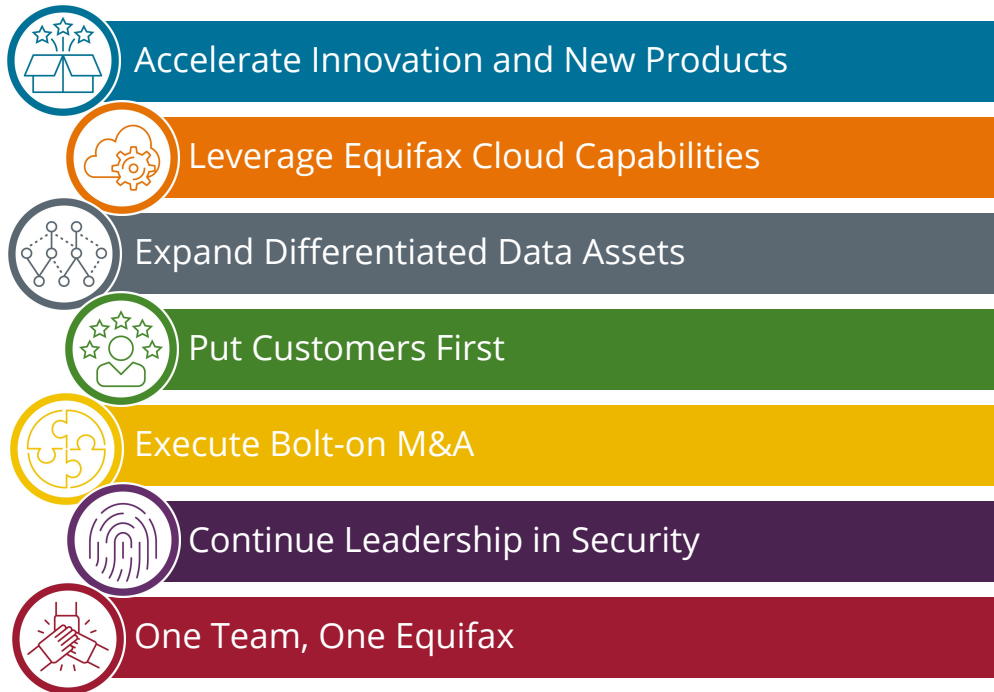 Accelerate Innovation and New Products
Leverage Equifax Cloud Capabilities
Expand Differentiated Data Assets
Put Customers First
Execute Bolt-on M&A
Continue Leadership in Security
One Team, One Equifax